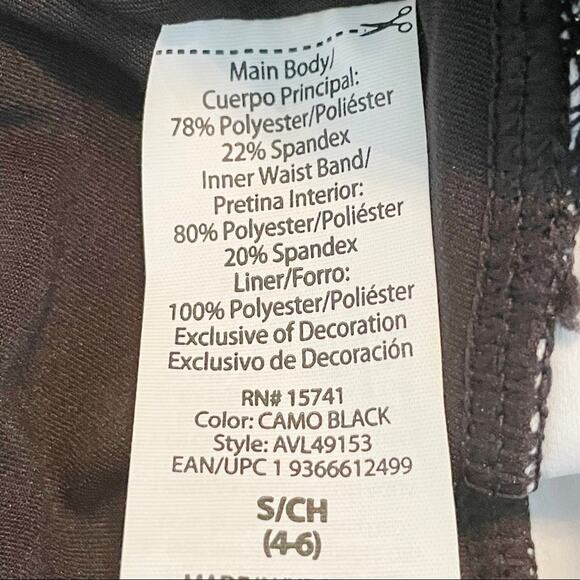 Main Body/
Cuerpo Principal:
78% Polyester/Poliéster
22% Spandex
Inner Waist Band/
Pretina Interior:
80% Polyester/Poliéster
20% Spandex
Liner/Forro:
100% Polyester/Poliéster
Exclusive of Decoration
Exclusivo de Decoración
RN# 15741
Color: CAMO BLACK
Style: AVL49153
EAN/UPC 1 9366612499
S/CH
(4-6)